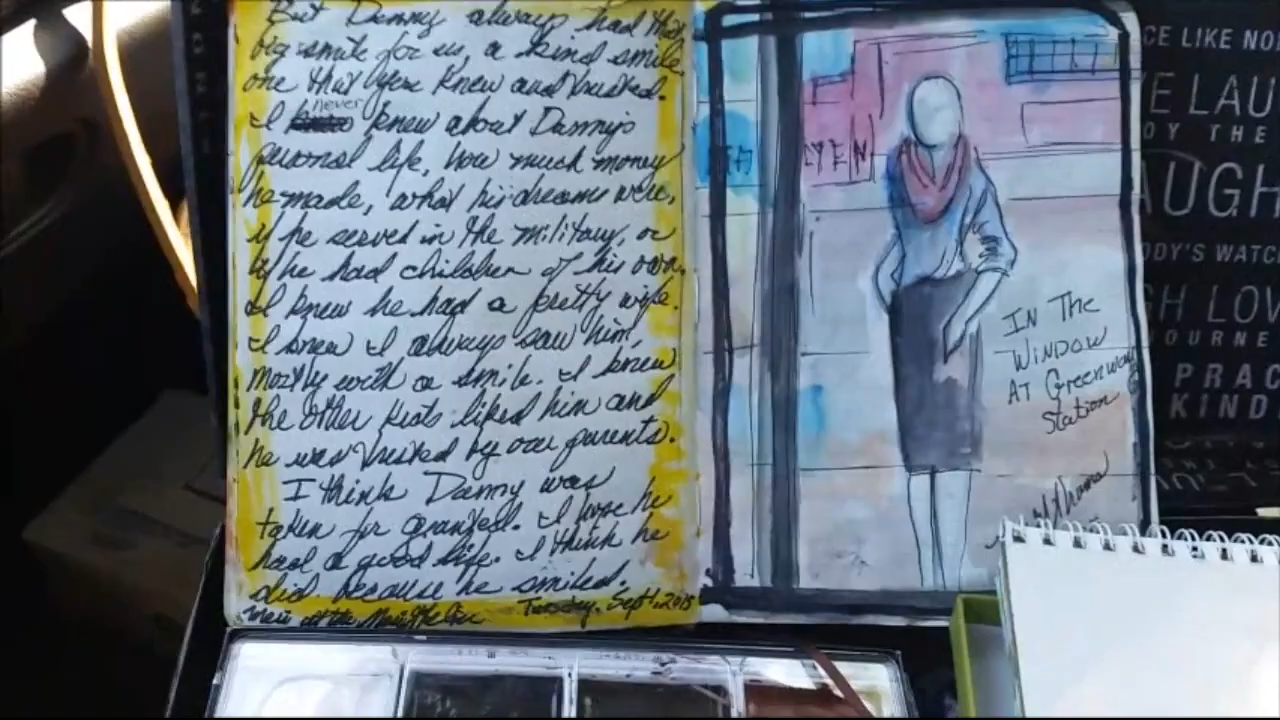 But Danny always had that
big smile for us, a kind smile,
one that you knew and trusted.
never
I knew about Danny's
personal life, how much money
he made, what his dreams were,
if he served in the military, or
if he had children of his own.
I knew he had a pretty wife.
I knew I always saw him,
mostly with a smile. I knew
the other kids liked him and
he was trusted by our parents.
I think Danny was
taken for granted. I hope he
had a good life. I think he
did because he smiled.
Tuesday, Sept 1, 2015
YEN
IN THE
WINDOW
AT Greenway
Station
CE LIKE NO
E LAU
OY THE
AUGH
ODY'S WATC
GH LOV
OURNE
PRAC
KIND